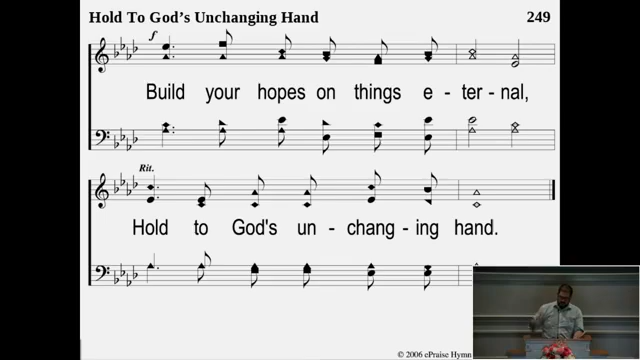 Hold To God's Unchanging Hand 249
f
Build your hopes on things e - ter - nal,
Rit.
Hold to God's un - chang - ing hand.
© 2006 ePraise Hymn